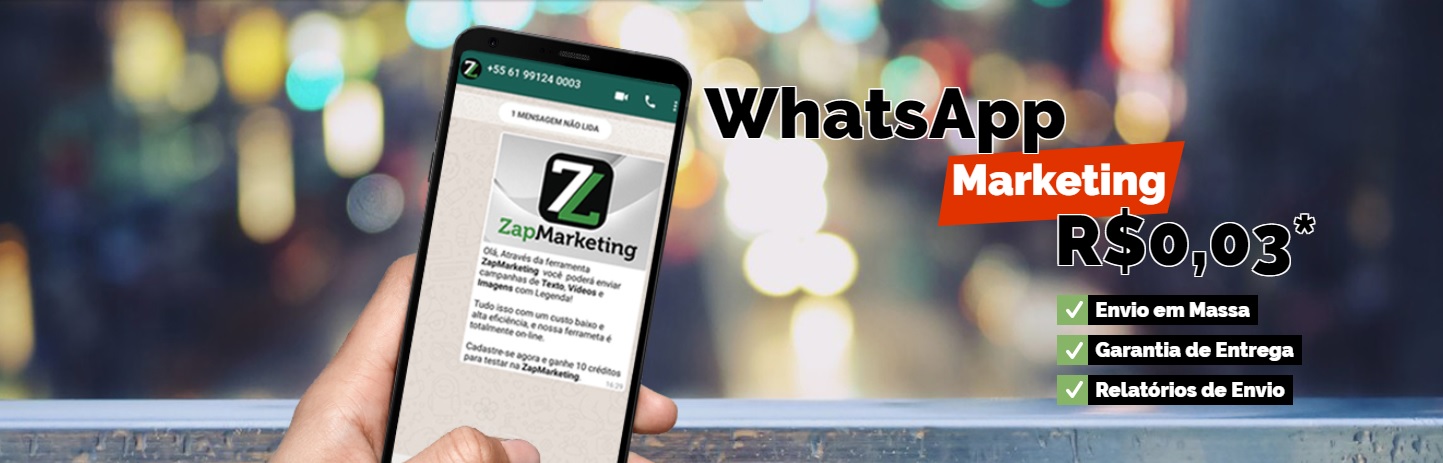 +55 61 99124 0003
1 MENSAGEM NÃO LIDA
ZapMarketing
Olá, Através da ferramenta
ZapMarketing você poderá enviar
campanhas de Texto, Vídeos e
Imagens com Legenda!
Tudo isso com um custo baixo e
alta eficiência, e nossa ferrameta é
totalmente on-line.
Cadastre-se agora e ganhe 10 créditos
para testar na ZapMarketing.
16:29
WhatsApp
Marketing
R$0,03*
Envio em Massa
Garantia de Entrega
Relatórios de Envio